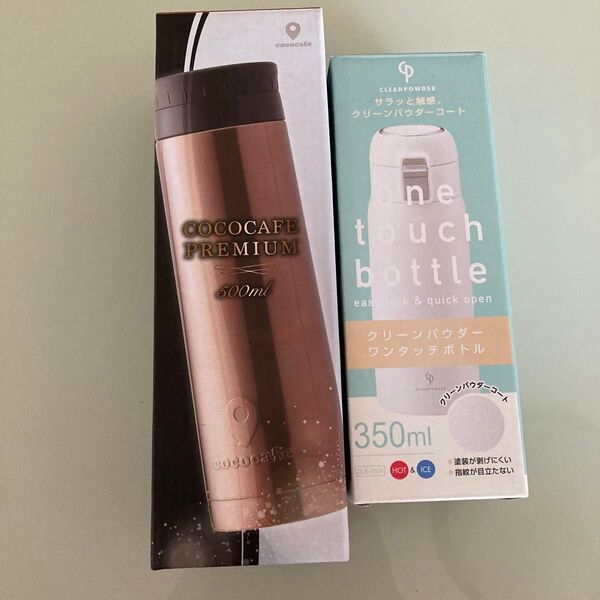 cococafe
COCOCAFE
PREMIUM
500ml
cococafe
CP
CLEANPOWDER
サラッと触感。
クリーンパウダーコート
one
touch
bottle
easy lock & quick open
クリーンパウダー
ワンタッチボトル
CLEANPOWDER
クリーンパウダーコート
350ml
HOT & ICE
※塗装が剥げにくい
※指紋が目立たない